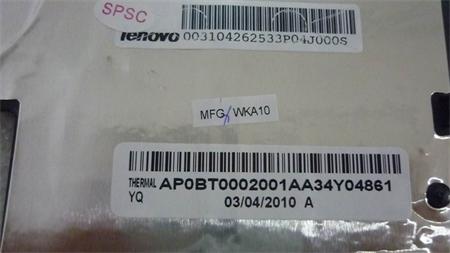 SPSC
lenovo 003104262533P04J000S
MFG/WKA10
THERMAL AP0BT0002001AA34Y04861
YQ 03/04/2010 A